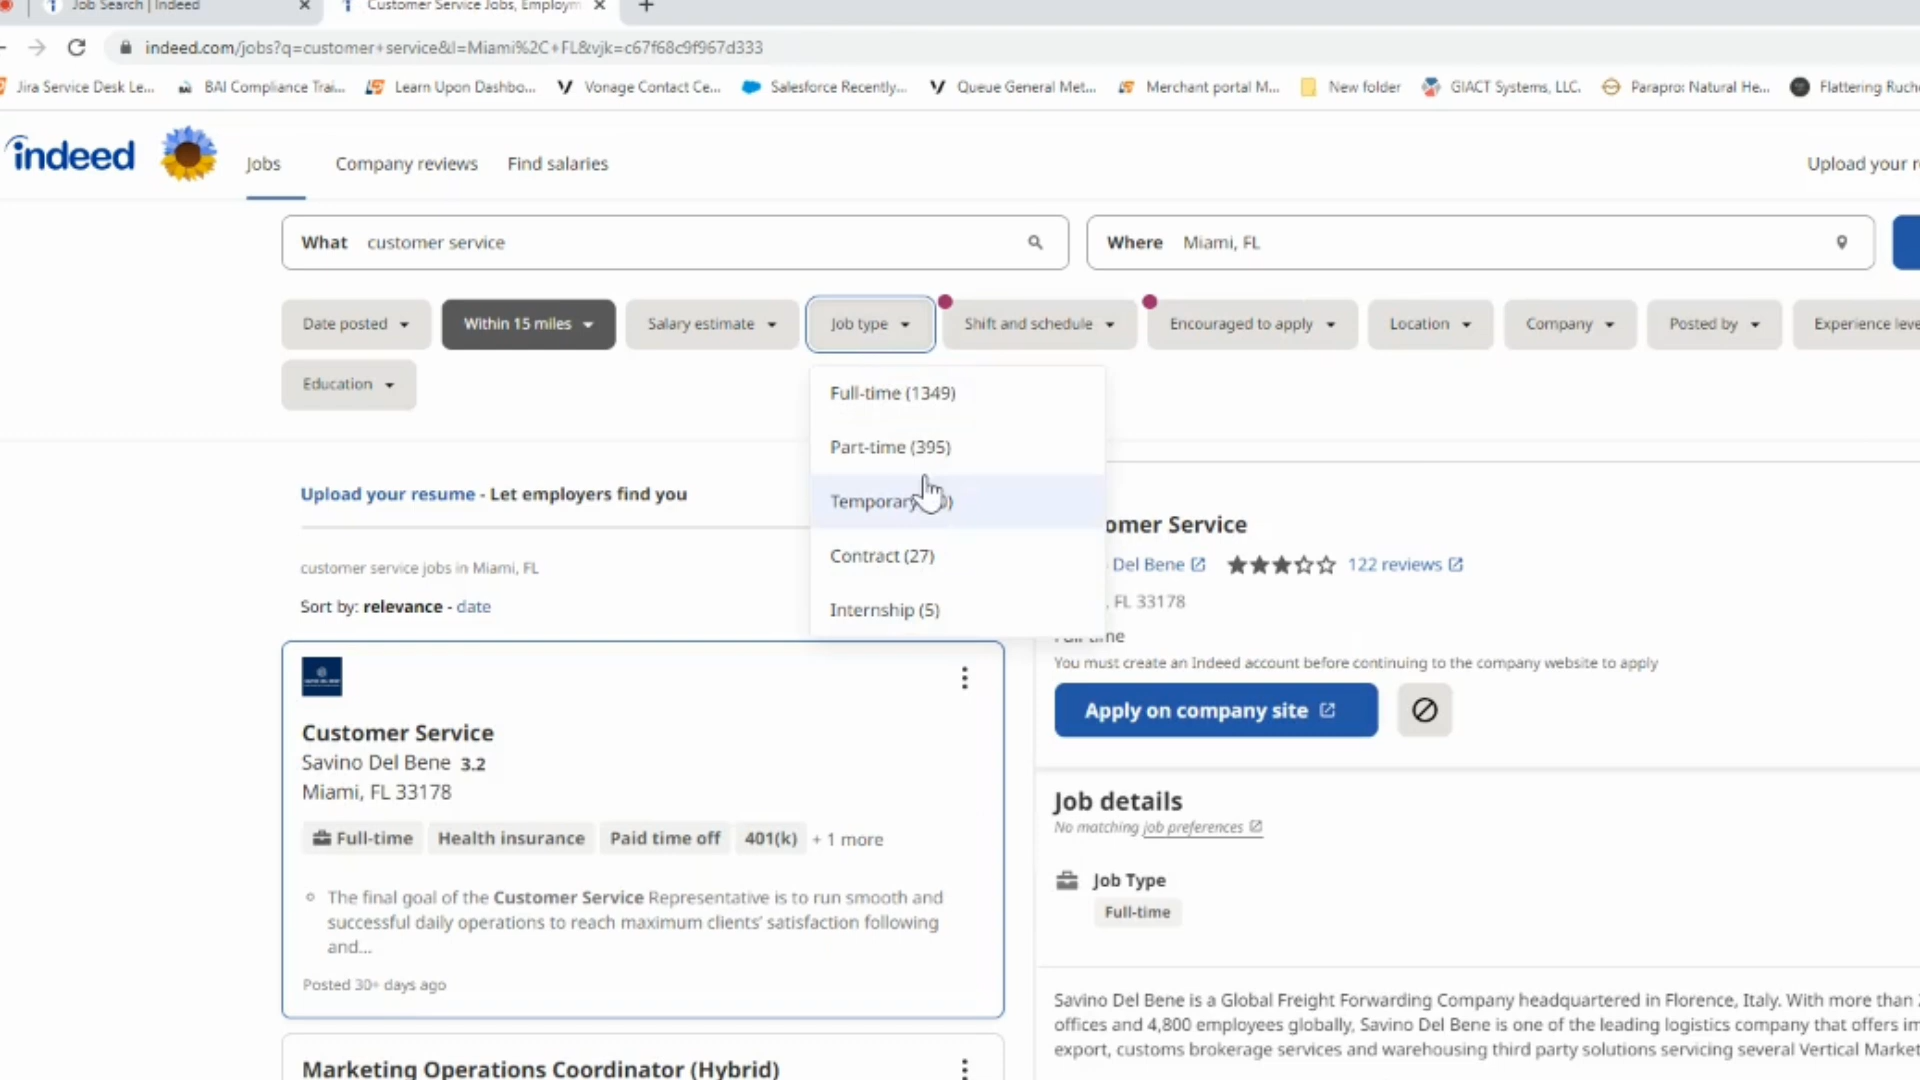 Job Search | Indeed
Customer Service Jobs, Employm
indeed.com/jobs?q=customer+service&l=Miami%2C+FL&vjk=c67f68c9f967d333
Jira Service Desk Le...
BAI Compliance Trai...
Learn Upon Dashbo...
Vonage Contact Ce...
Salesforce Recently...
Queue General Met...
Merchant portal M...
New folder
GIACT Systems, LLC.
Parapro: Natural He...
Flattering Ruche
indeed
Jobs
Company reviews
Find salaries
Upload your re
What customer service
Where Miami, FL
Date posted
Within 15 miles
Salary estimate
Job type
Shift and schedule
Encouraged to apply
Location
Company
Posted by
Experience leve
Education
Full-time (1349)
Part-time (395)
Temporary
Contract (27)
Internship (5)
Upload your resume - Let employers find you
customer service jobs in Miami, FL
Sort by: relevance - date
Customer Service
Savino Del Bene 3.2
Miami, FL 33178
Full-time
Health insurance
Paid time off
401(k)
+ 1 more
The final goal of the Customer Service Representative is to run smooth and
successful daily operations to reach maximum clients' satisfaction following
and...
Posted 30+ days ago
Marketing Operations Coordinator (Hybrid)
omer Service
Del Bene
122 reviews
, FL 33178
You must create an Indeed account before continuing to the company website to apply
Apply on company site
Job details
No matching job preferences
Job Type
Full-time
Savino Del Bene is a Global Freight Forwarding Company headquartered in Florence, Italy. With more than
offices and 4,800 employees globally, Savino Del Bene is one of the leading logistics company that offers im
export, customs brokerage services and warehousing third party solutions servicing several Vertical Market